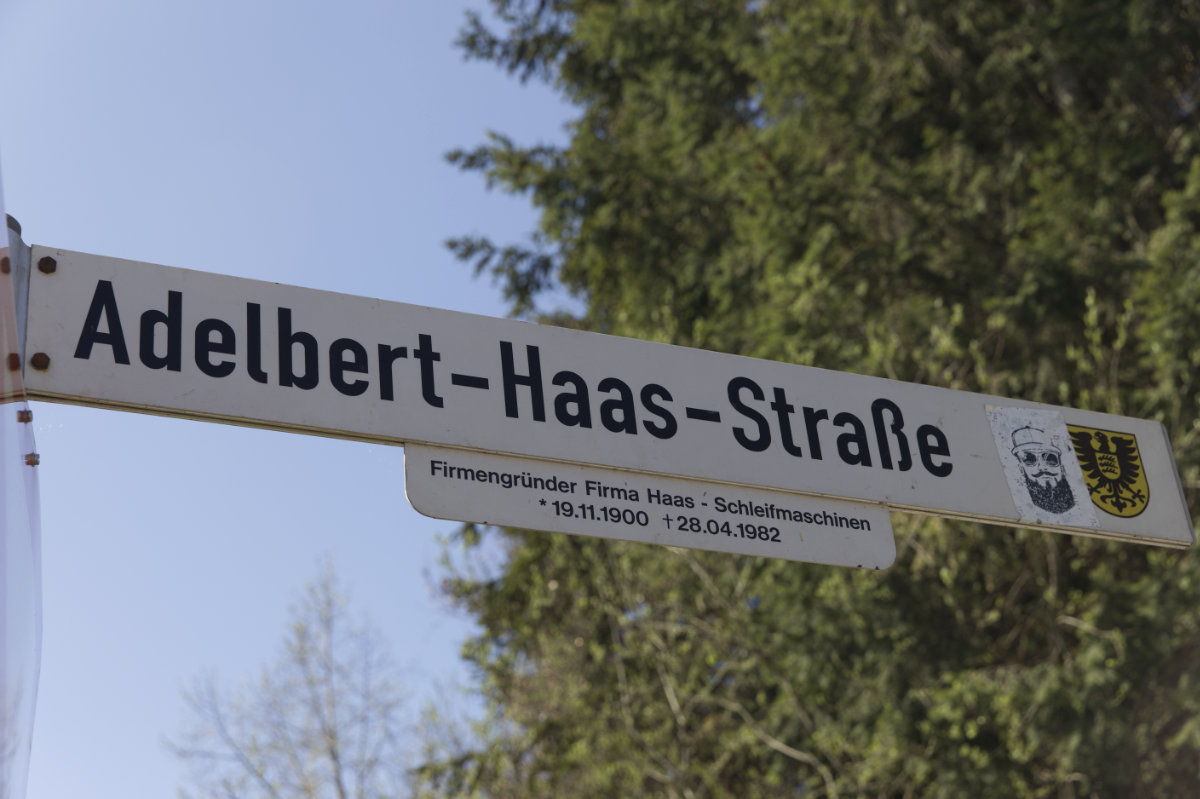 Adelbert-Haas-Straße
Firmengründer Firma Haas - Schleifmaschinen
*19.11.1900 †28.04.1982